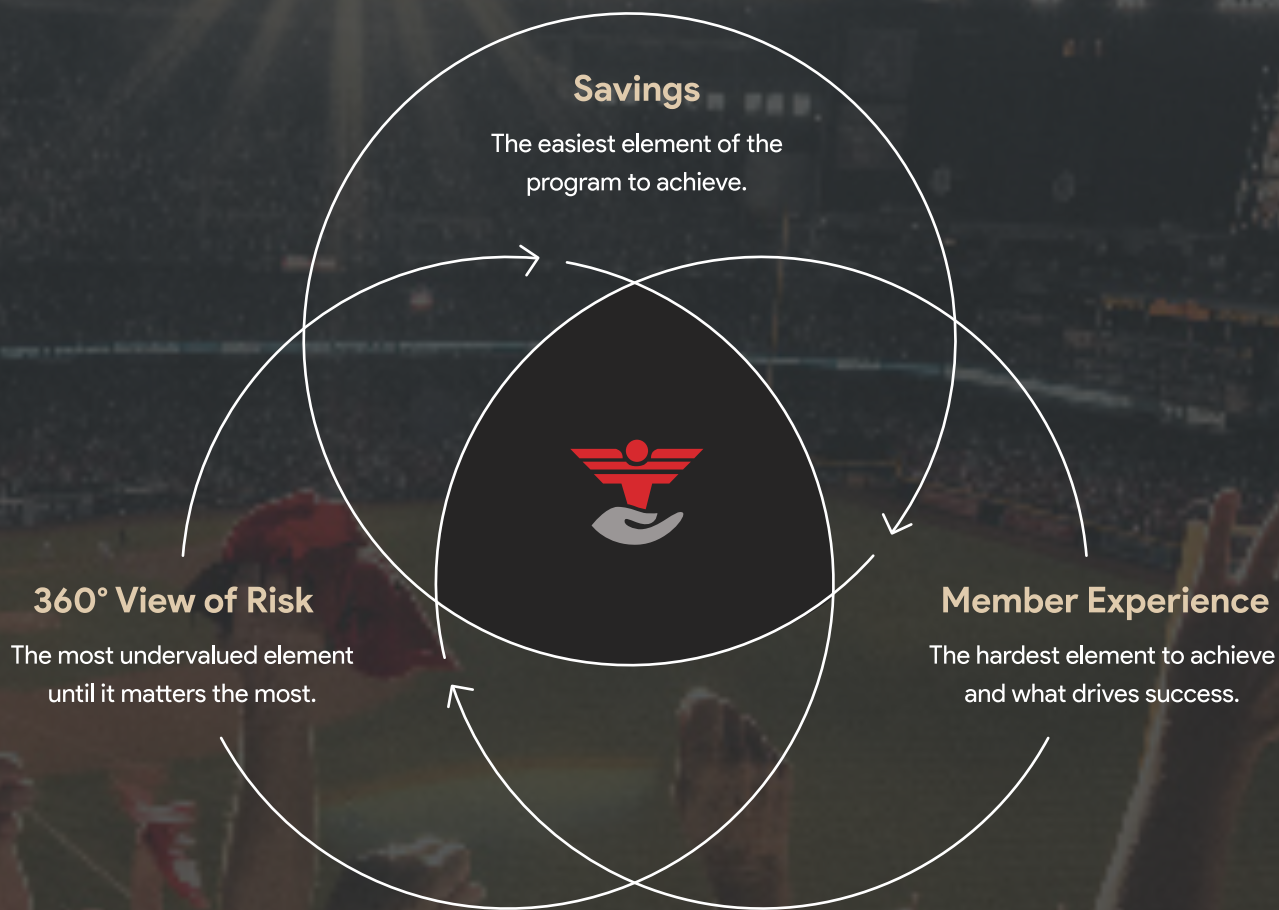 Savings
The easiest element of the
program to achieve.
360° View of Risk
The most undervalued element
until it matters the most.
Member Experience
The hardest element to achieve
and what drives success.